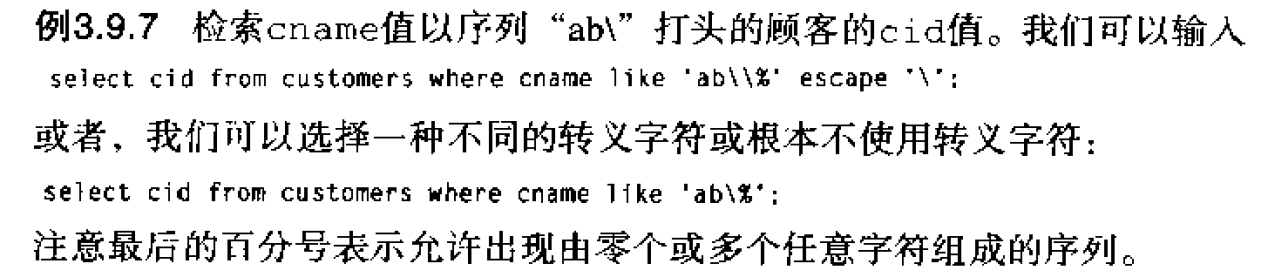 例3.9.7 检索cname值以序列“ab\”打头的顾客的cid值。我们可以输入
select cid from customers where cname like 'ab\\%' escape '\';
或者，我们可以选择一种不同的转义字符或根本不使用转义字符：
select cid from customers where cname like 'ab\%';
注意最后的百分号表示允许出现由零个或多个任意字符组成的序列。